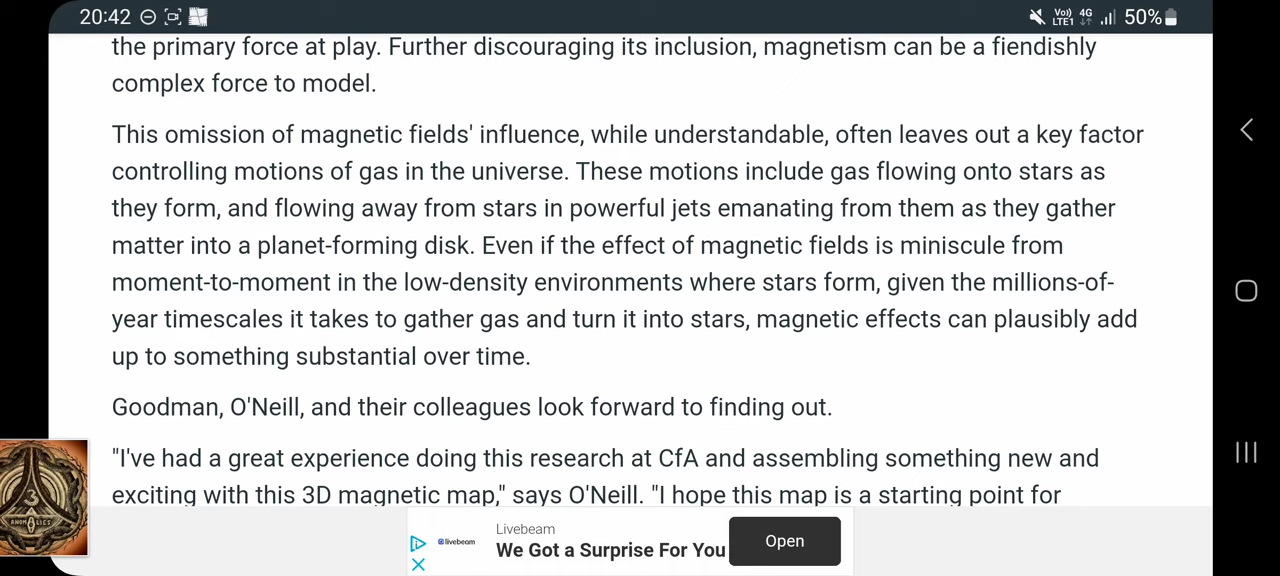 20:42
Vo)) 4G
LTE1
50%
the primary force at play. Further discouraging its inclusion, magnetism can be a fiendishly
complex force to model.
This omission of magnetic fields' influence, while understandable, often leaves out a key factor
controlling motions of gas in the universe. These motions include gas flowing onto stars as
they form, and flowing away from stars in powerful jets emanating from them as they gather
matter into a planet-forming disk. Even if the effect of magnetic fields is miniscule from
moment-to-moment in the low-density environments where stars form, given the millions-of-
year timescales it takes to gather gas and turn it into stars, magnetic effects can plausibly add
up to something substantial over time.
Goodman, O'Neill, and their colleagues look forward to finding out.
"I've had a great experience doing this research at CfA and assembling something new and
exciting with this 3D magnetic map," says O'Neill. "I hope this map is a starting point for
3
Livebeam
livebeam
We Got a Surprise For You
Open